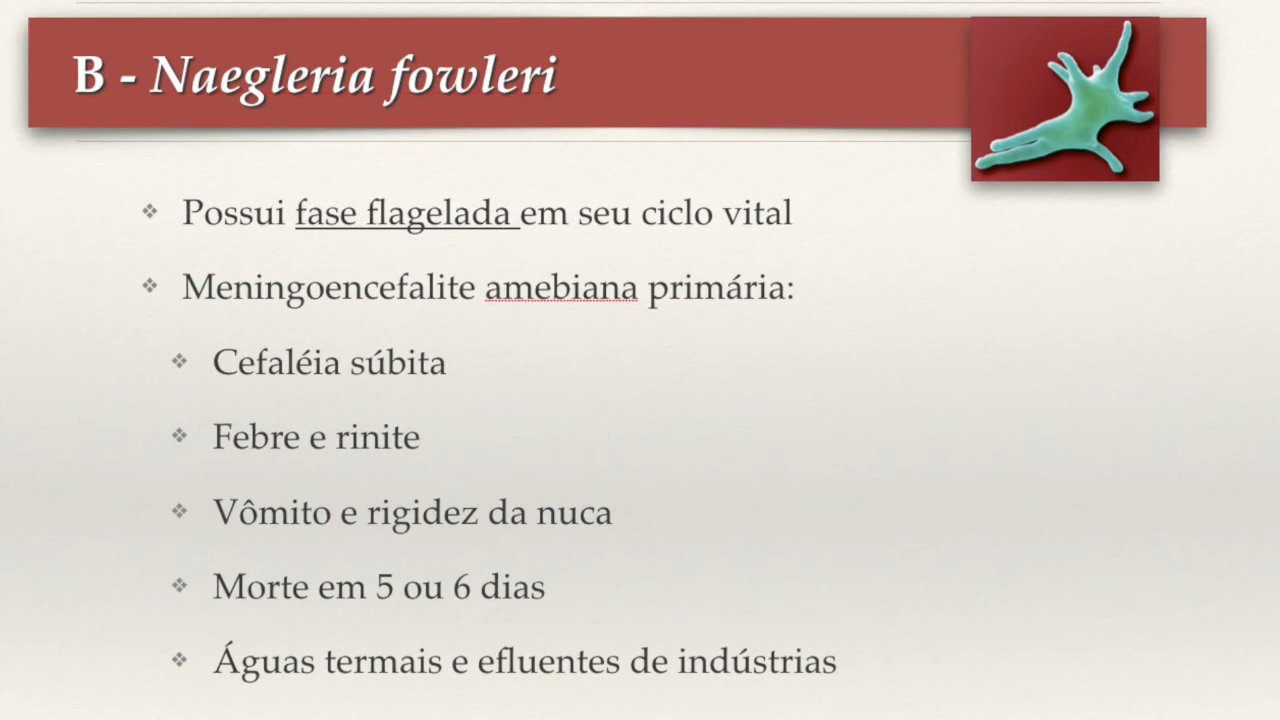 B - Naegleria fowleri
Possui fase flagelada em seu ciclo vital
Meningoencefalite amebiana primária:
Cefaléia súbita
Febre e rinite
Vômito e rigidez da nuca
Morte em 5 ou 6 dias
Águas termais e efluentes de indústrias